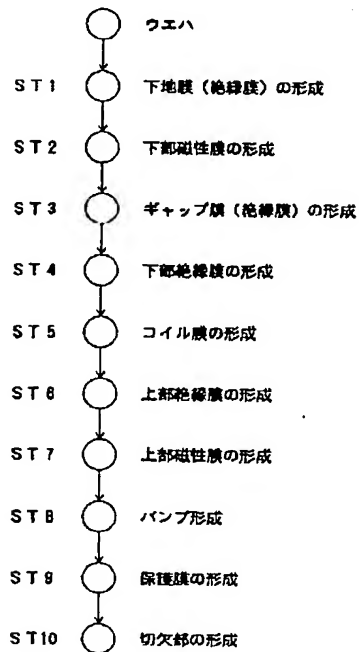 ウエハ
ST1 下地膜（絶縁膜）の形成
ST2 下部磁性膜の形成
ST3 ギャップ膜（絶縁膜）の形成
ST4 下部絶縁膜の形成
ST5 コイル膜の形成
ST6 上部絶縁膜の形成
ST7 上部磁性膜の形成
ST8 バンプ形成
ST9 保護膜の形成
ST10 切欠部の形成